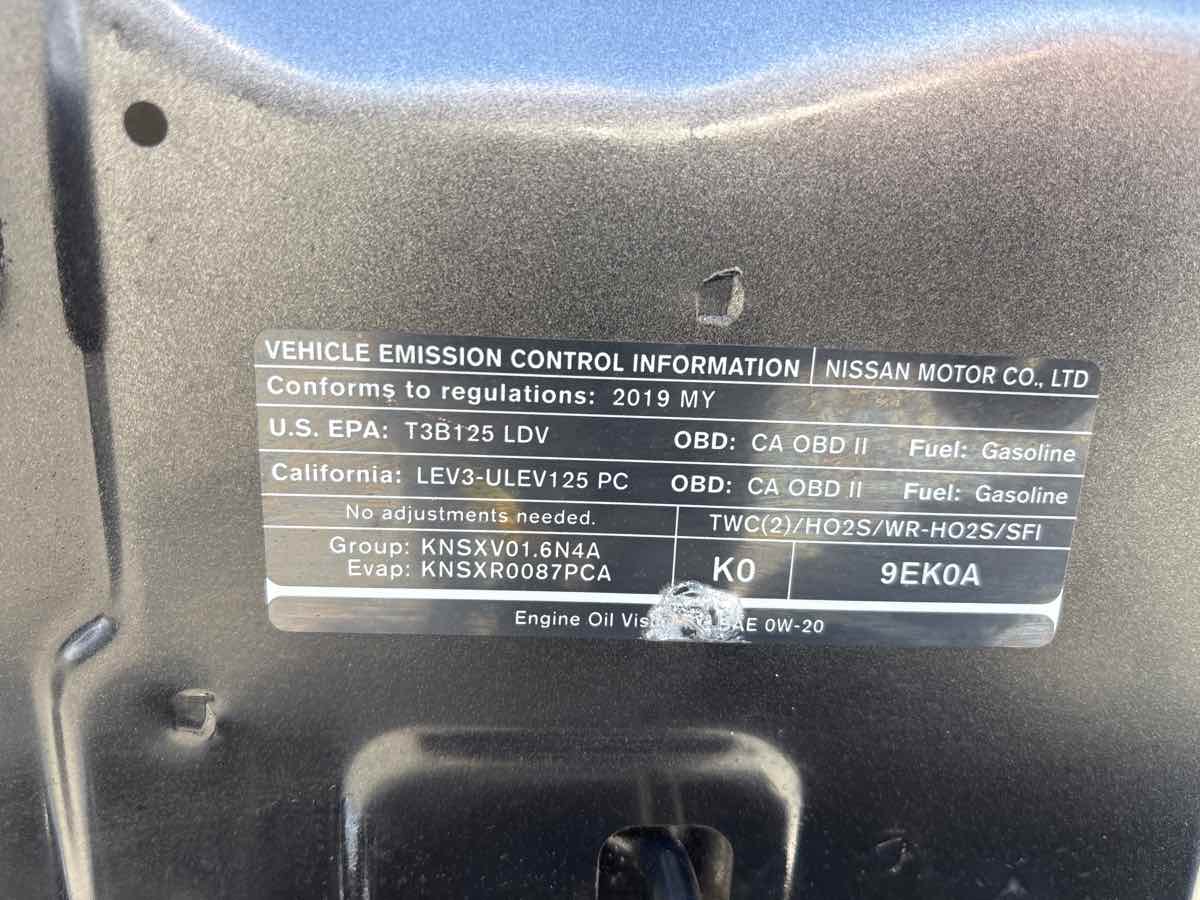 VEHICLE EMISSION CONTROL INFORMATION NISSAN MOTOR CO., LTD
Conforms to regulations: 2019 MY
U.S. EPA: T3B125 LDV OBD: CA OBD II Fuel: Gasoline
California: LEV3-ULEV125 PC OBD: CA OBD II Fuel: Gasoline
No adjustments needed. TWC(2)/HO2S/WR-HO2S/SFI
Group: KNSXV01.6N4A
Evap: KNSXR0087PCA K0 9EK0A
Engine Oil 0W-20